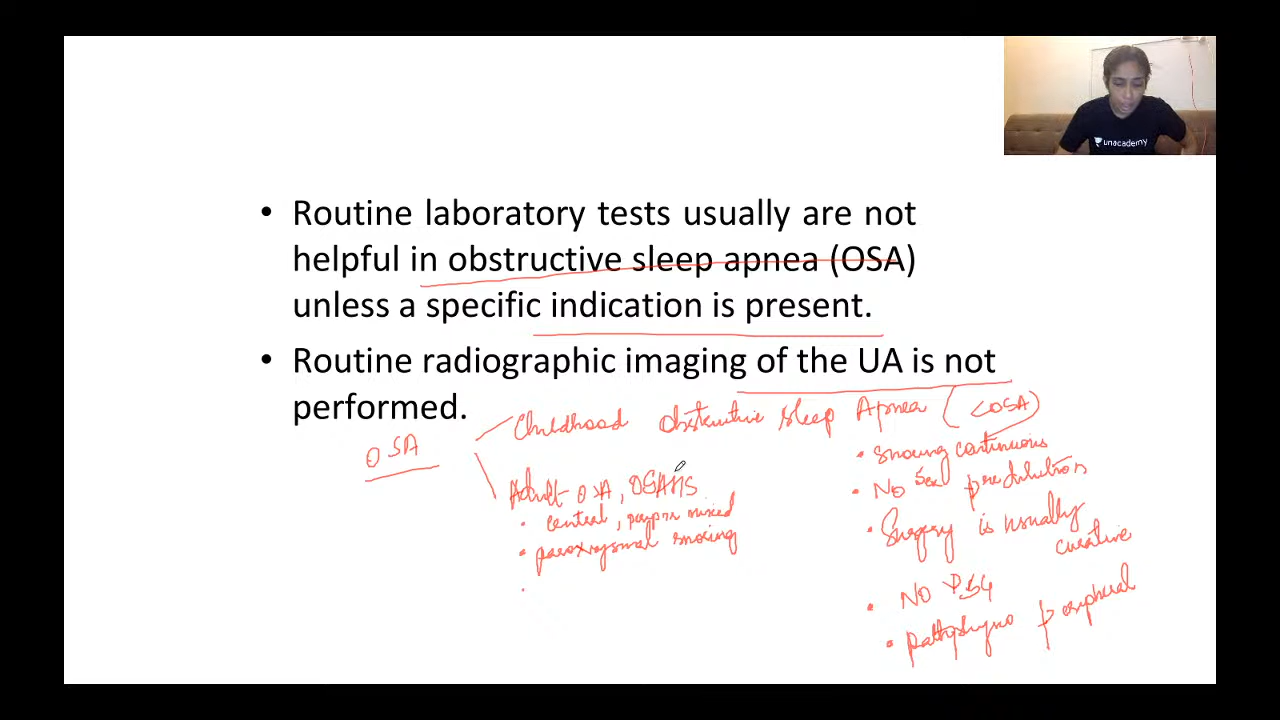 unacademy
• Routine laboratory tests usually are not
helpful in obstructive sleep apnea (OSA)
unless a specific indication is present.
• Routine radiographic imaging of the UA is not
performed.
OSA
Childhood obstructive sleep Apnea (COSA)
• snoring continuous
• No sex predilution
• Surgery is usually
curative
• No PSG
• pathophysio peripheral
Adult OSA, OSAHS
• central, mixed
• paroxysmal snoring
•